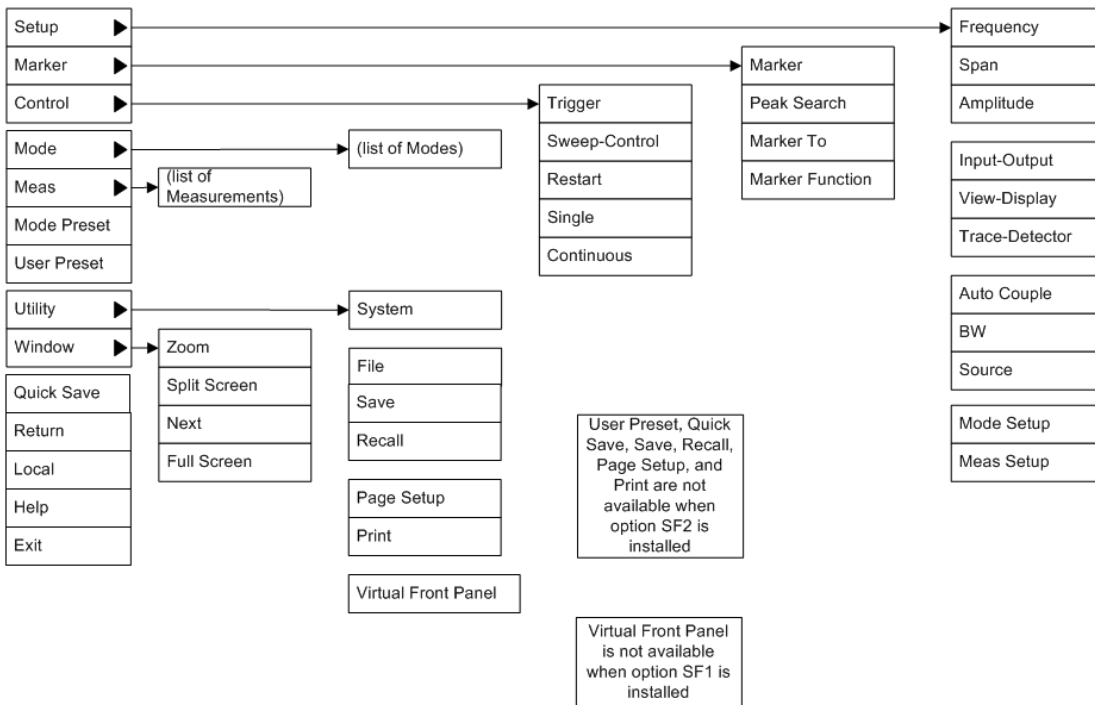 Setup
Marker
Control
Mode
Meas
Mode Preset
User Preset
Utility
Window
Quick Save
Return
Local
Help
Exit
(list of
Measurements)
Zoom
Split Screen
Next
Full Screen
(list of Modes)
System
File
Save
Recall
Page Setup
Print
Virtual Front Panel
Trigger
Sweep-Control
Restart
Single
Continuous
User Preset, Quick
Save, Save, Recall,
Page Setup, and
Print are not
available when
option SF2 is
installed
Virtual Front Panel
is not available
when option SF1 is
installed
Marker
Peak Search
Marker To
Marker Function
Frequency
Span
Amplitude
Input-Output
View-Display
Trace-Detector
Auto Couple
BW
Source
Mode Setup
Meas Setup